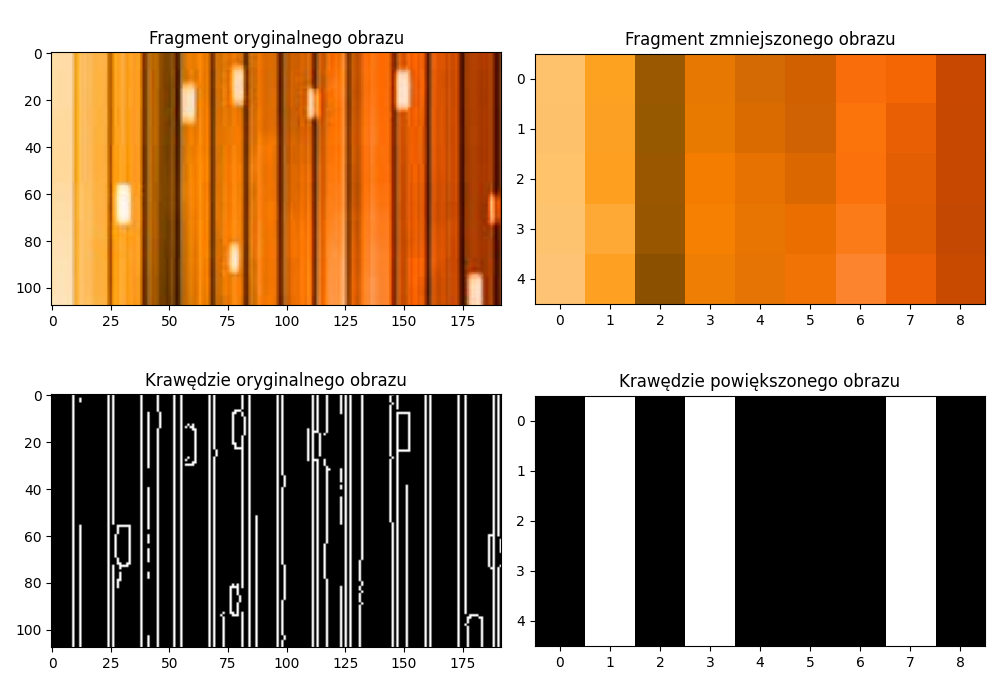 Fragment oryginalnego obrazu
0
20
40
60
80
100
0 25 50 75 100 125 150 175
Fragment zmniejszonego obrazu
0
1
2
3
4
0 1 2 3 4 5 6 7 8
Krawędzie oryginalnego obrazu
0
20
40
60
80
100
0 25 50 75 100 125 150 175
Krawędzie powiększonego obrazu
0
1
2
3
4
0 1 2 3 4 5 6 7 8